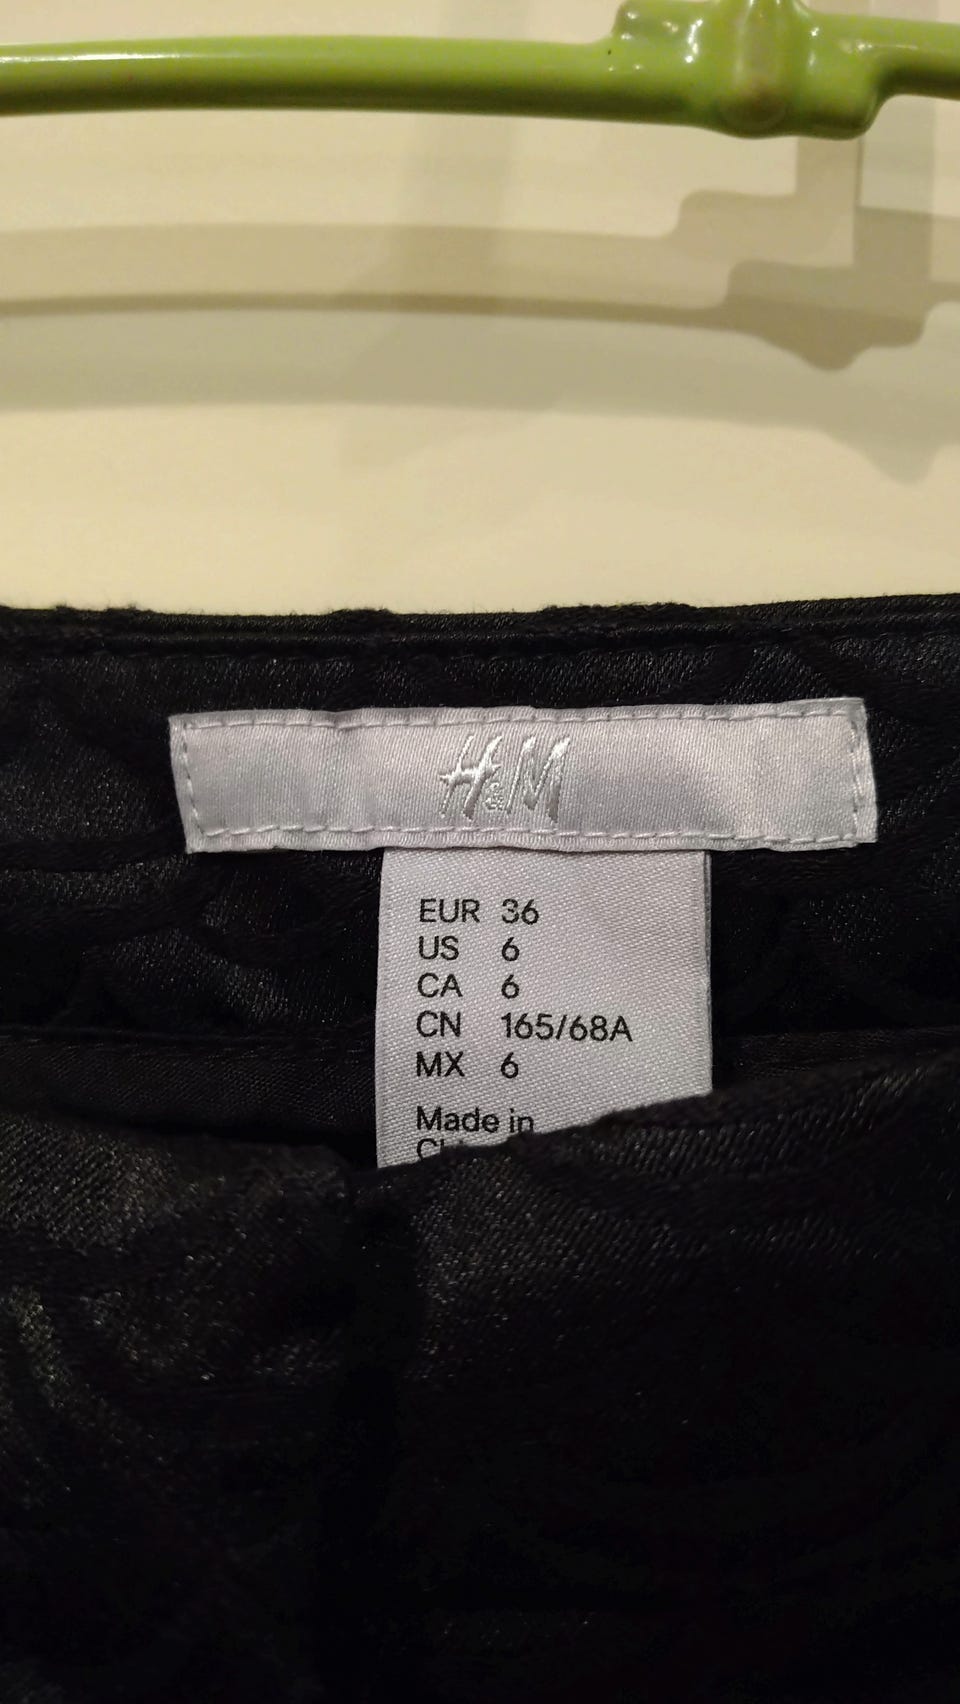 H&M
EUR 36
US 6
CA 6
CN 165/68A
MX 6
Made in